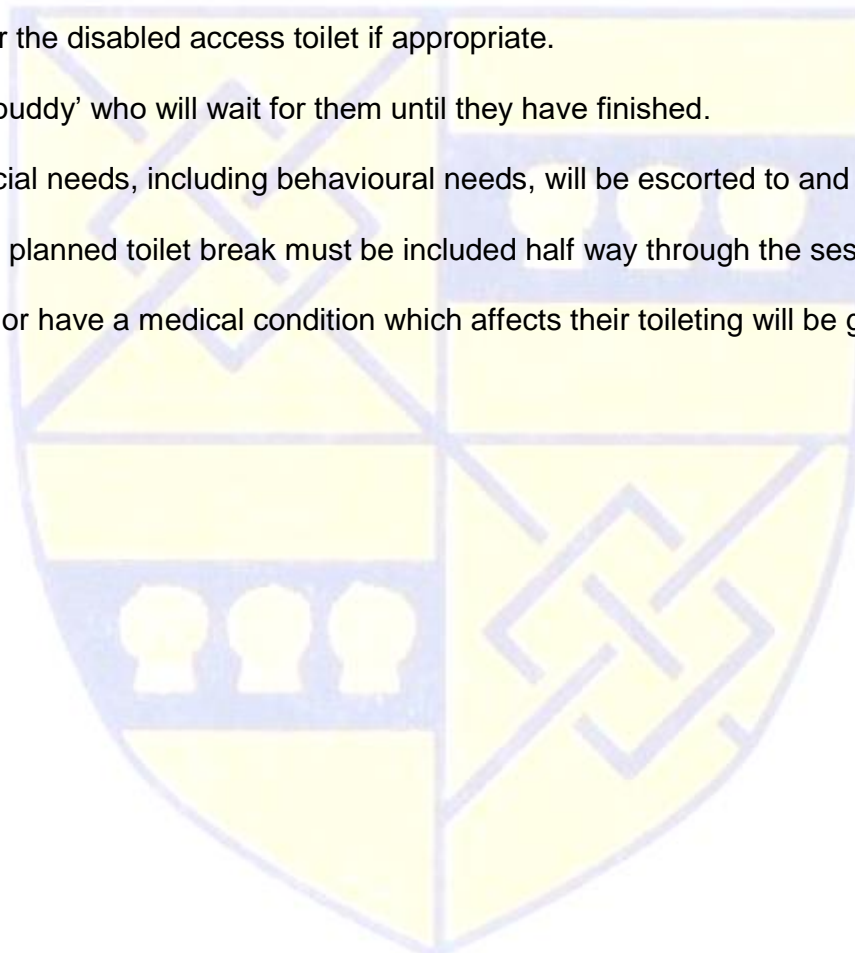 r the disabled access toilet if appropriate.
buddy’ who will wait for them until they have finished.
cial needs, including behavioural needs, will be escorted to and
planned toilet break must be included half way through the ses
or have a medical condition which affects their toileting will be g